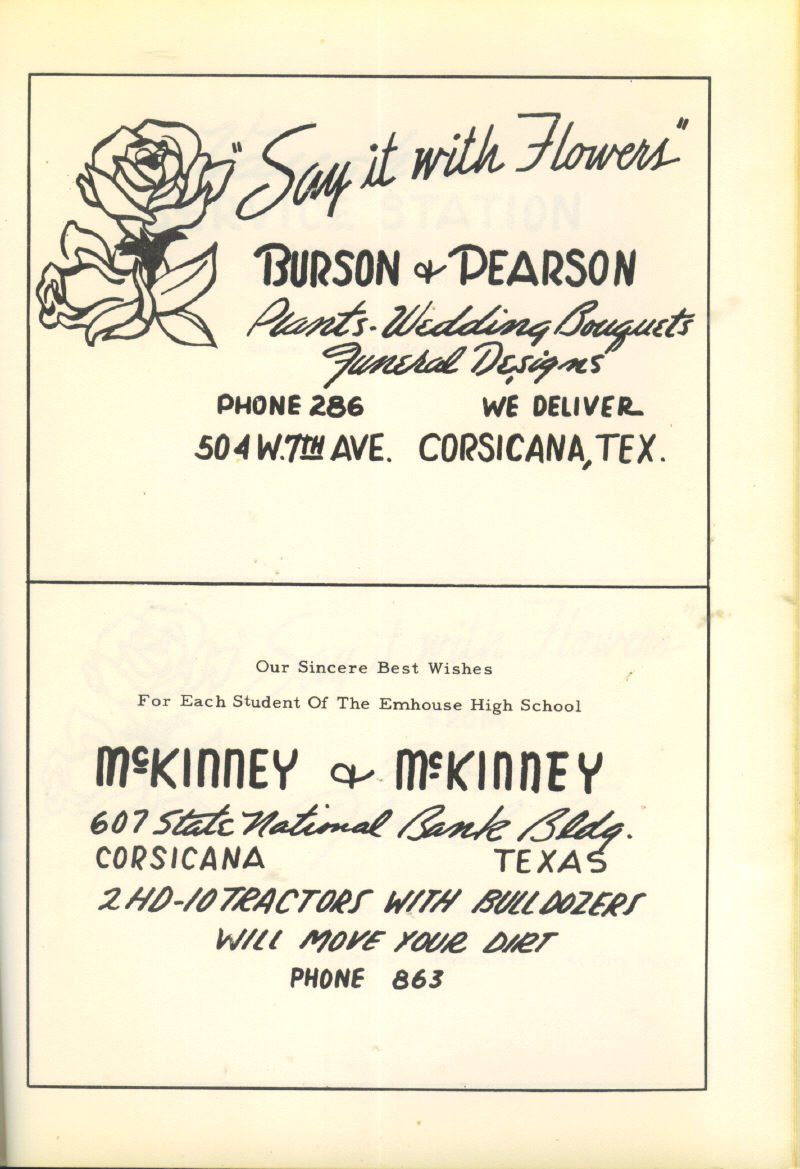 "Say it with Flowers"
BURSON & PEARSON
Plants - Wedding Bouquets
Funeral Designs
PHONE 286 WE DELIVER
504 W. 7TH AVE. CORSICANA, TEX.
Our Sincere Best Wishes
For Each Student Of The Emhouse High School
McKINNEY & McKINNEY
607 State National Bank Bldg.
CORSICANA TEXAS
2 HD-10 TRACTORS WITH BULLDOZERS
WILL MOVE YOUR DIRT
PHONE 863